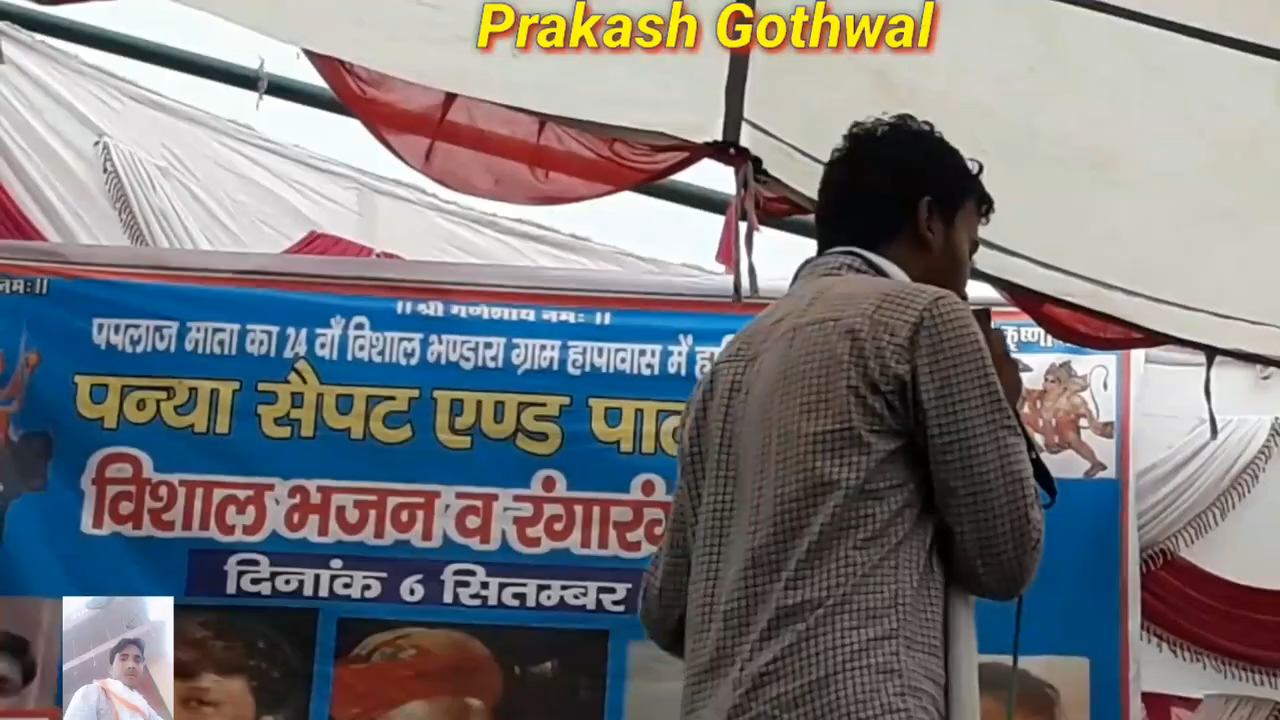 Prakash Gothwal
नमः॥
॥ श्री गणेशाय नमः ॥
पपलाज माता का 24 वाँ विशाल भण्डारा ग्राम हापावास में
पन्या सैपट एण्ड
विशाल भजन व
दिनांक 6 सितम्बर